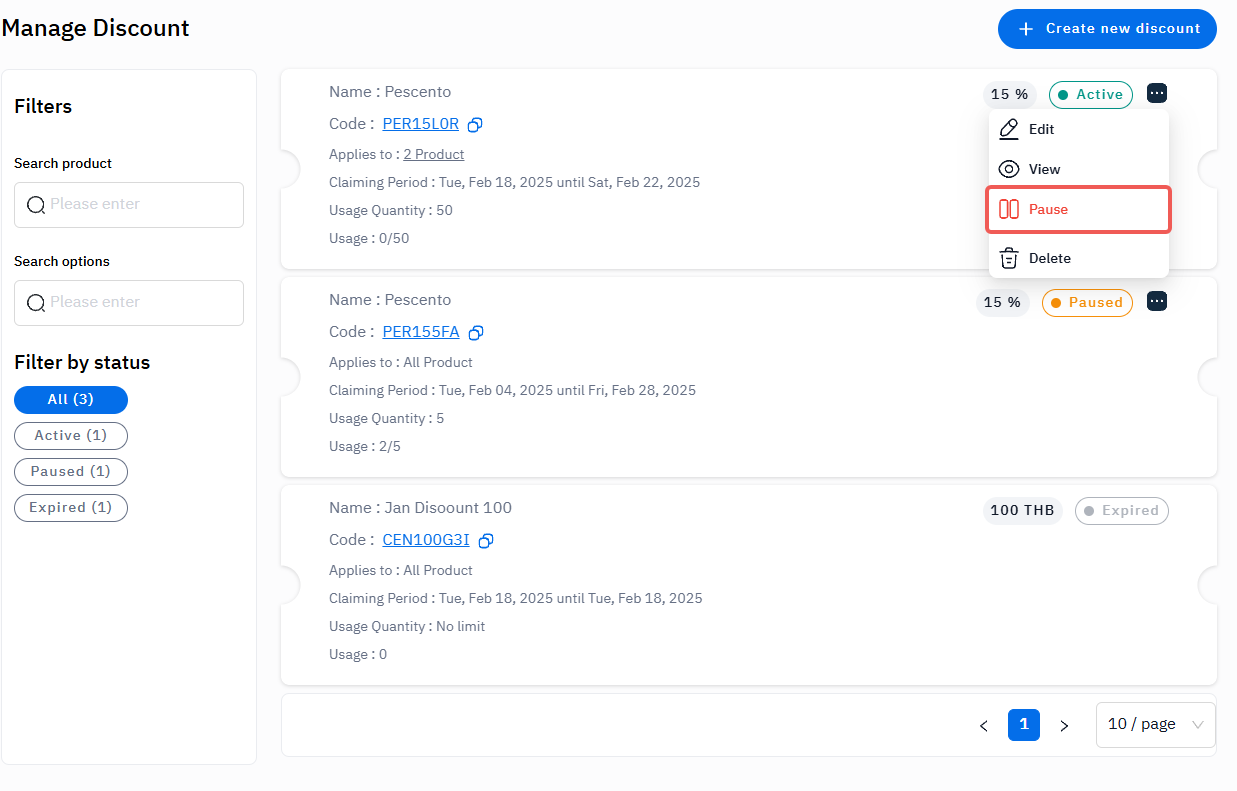 Manage Discount
+ Create new discount
Filters
Search product
Please enter
Search options
Please enter
Filter by status
All (3)
Active (1)
Paused (1)
Expired (1)
Name : Pescento
15 %
Active
Code : PER15L0R
Applies to : 2 Product
Claiming Period : Tue, Feb 18, 2025 until Sat, Feb 22, 2025
Usage Quantity : 50
Usage : 0/50
Edit
View
Pause
Delete
Name : Pescento
15 %
Paused
Code : PER155FA
Applies to : All Product
Claiming Period : Tue, Feb 04, 2025 until Fri, Feb 28, 2025
Usage Quantity : 5
Usage : 2/5
Name : Jan Disoount 100
100 THB
Expired
Code : CEN100G3I
Applies to : All Product
Claiming Period : Tue, Feb 18, 2025 until Tue, Feb 18, 2025
Usage Quantity : No limit
Usage : 0
< 1 >
10 / page